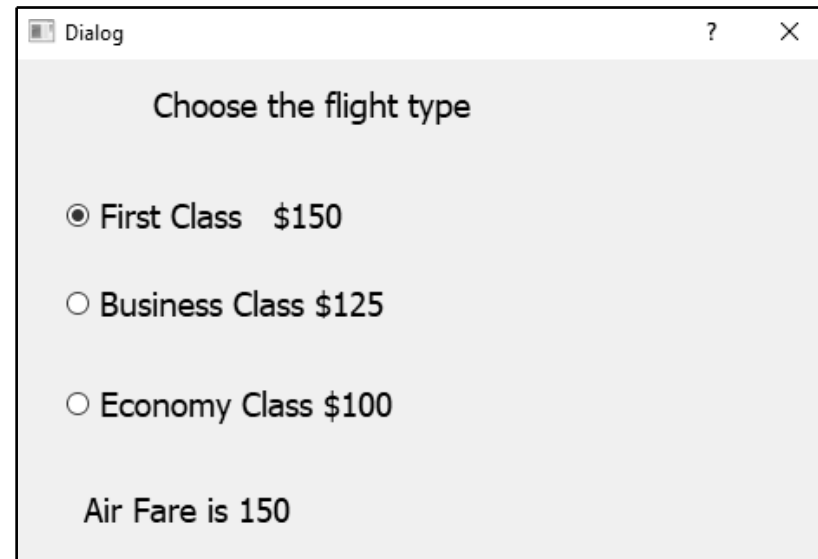 Dialog ?
Choose the flight type
First Class $150
Business Class $125
Economy Class $100
Air Fare is 150